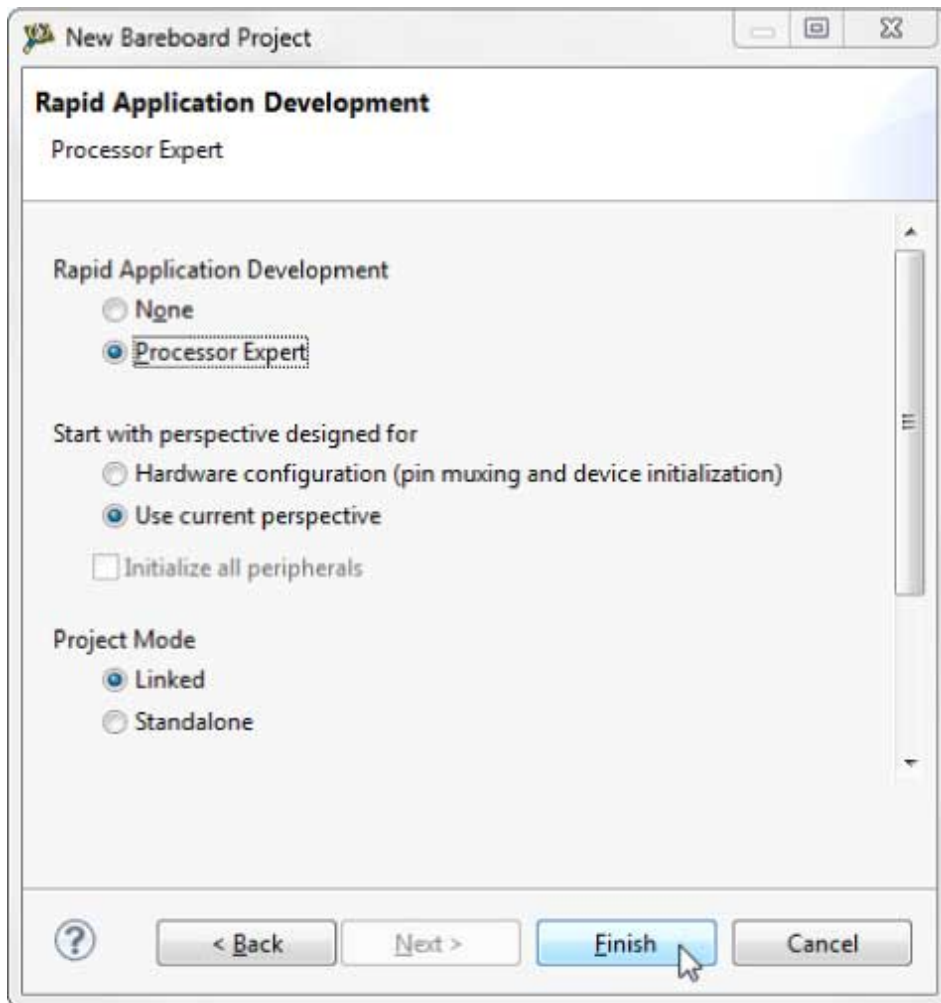 New Bareboard Project
Rapid Application Development
Processor Expert
Rapid Application Development
None
Processor Expert
Start with perspective designed for
Hardware configuration (pin muxing and device initialization)
Use current perspective
Initialize all peripherals
Project Mode
Linked
Standalone
?
< Back
Next >
Finish
Cancel